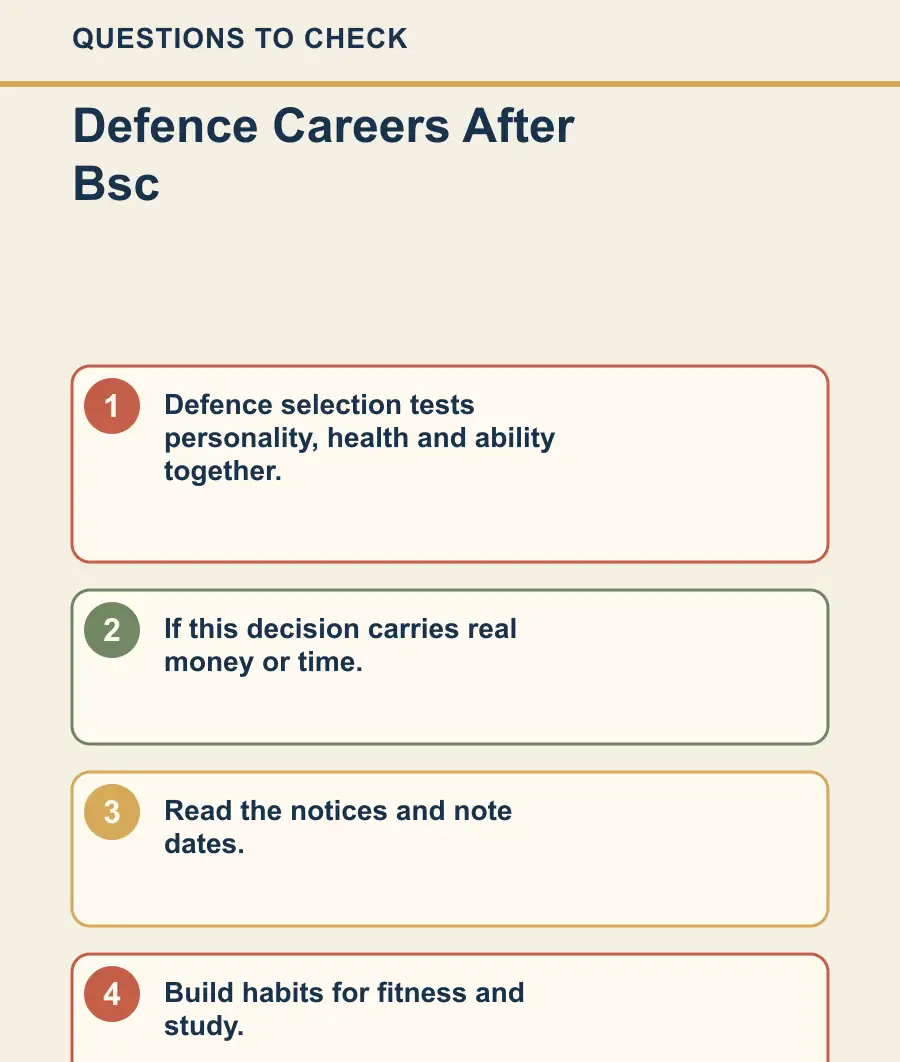 QUESTIONS TO CHECK
Defence Careers After
Bsc
1
Defence selection tests
personality, health and ability
together.
2
If this decision carries real
money or time.
3
Read the notices and note
dates.
4
Build habits for fitness and
study.